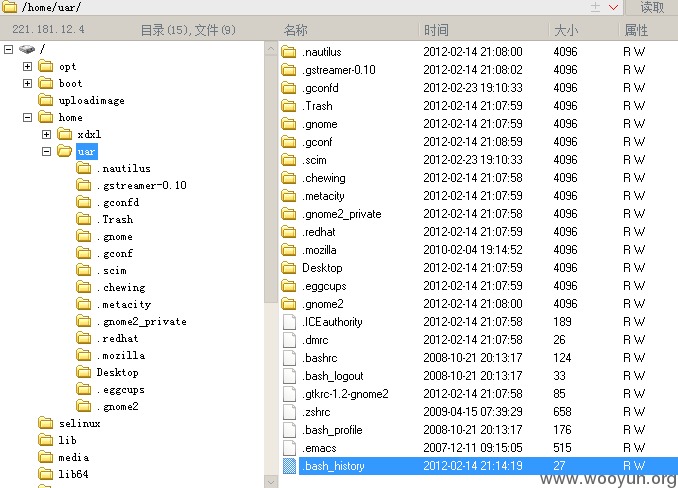 /home/uar/ 读取
221.181.12.4 目录(15),文件(9) 名称 时间 大小 属性
/
opt
boot
uploadimage
home
xdxl
uar
.nautilus
.gstreamer-0.10
.gconfd
.Trash
.gnome
.gconf
.scim
.chewing
.metacity
.gnome2_private
.redhat
.mozilla
Desktop
.eggcups
.gnome2
selinux
lib
media
lib64
.nautilus 2012-02-14 21:08:00 4096 R W
.gstreamer-0.10 2012-02-14 21:08:02 4096 R W
.gconfd 2012-02-23 19:10:33 4096 R W
.Trash 2012-02-14 21:07:59 4096 R W
.gnome 2012-02-14 21:07:59 4096 R W
.gconf 2012-02-14 21:08:59 4096 R W
.scim 2012-02-23 19:10:33 4096 R W
.chewing 2012-02-14 21:07:58 4096 R W
.metacity 2012-02-14 21:07:59 4096 R W
.gnome2_private 2012-02-14 21:07:58 4096 R W
.redhat 2012-02-14 21:07:59 4096 R W
.mozilla 2010-02-04 19:14:52 4096 R W
Desktop 2012-02-14 21:07:59 4096 R W
.eggcups 2012-02-14 21:07:59 4096 R W
.gnome2 2012-02-14 21:08:00 4096 R W
.ICEauthority 2012-02-14 21:07:58 189 R W
.dmrc 2012-02-14 21:07:58 26 R W
.bashrc 2008-10-21 20:13:17 124 R W
.bash_logout 2008-10-21 20:13:17 33 R W
.gtkrc-1.2-gnome2 2012-02-14 21:07:58 85 R W
.zshrc 2009-04-15 07:39:29 658 R W
.bash_profile 2008-10-21 20:13:17 176 R W
.emacs 2007-12-11 09:15:05 515 R W
.bash_history 2012-02-14 21:14:19 27 R W
www.wooyun.org